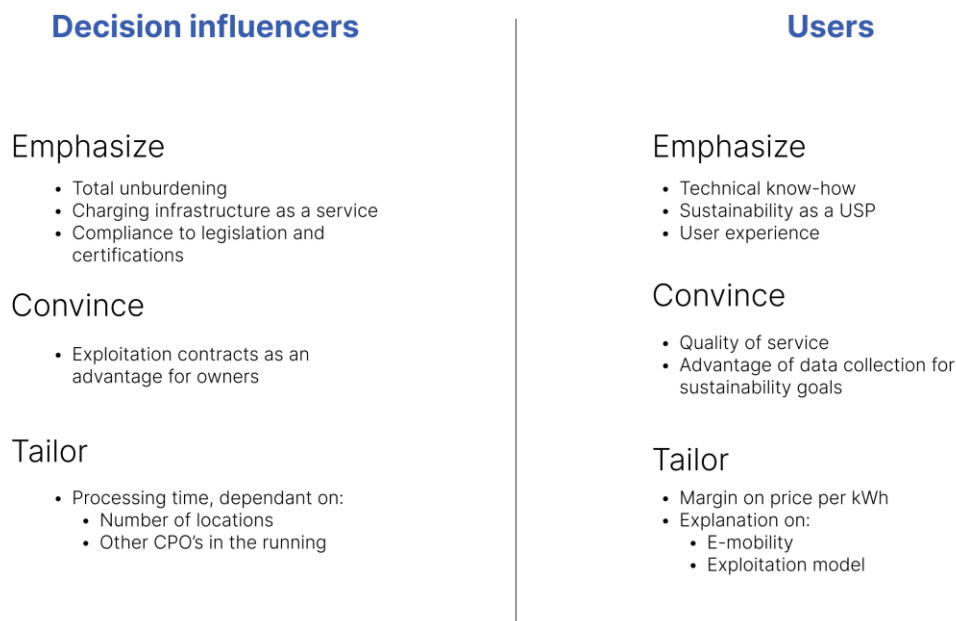 Decision influencers
Emphasize
• Total unburdening
• Charging infrastructure as a service
• Compliance to legislation and
certifications
Convince
• Exploitation contracts as an
advantage for owners
Tailor
• Processing time, dependant on:
• Number of locations
• Other CPO’s in the running
Users
Emphasize
• Technical know-how
• Sustainability as a USP
• User experience
Convince
• Quality of service
• Advantage of data collection for
sustainability goals
Tailor
• Margin on price per kWh
• Explanation on:
• E-mobility
• Exploitation model